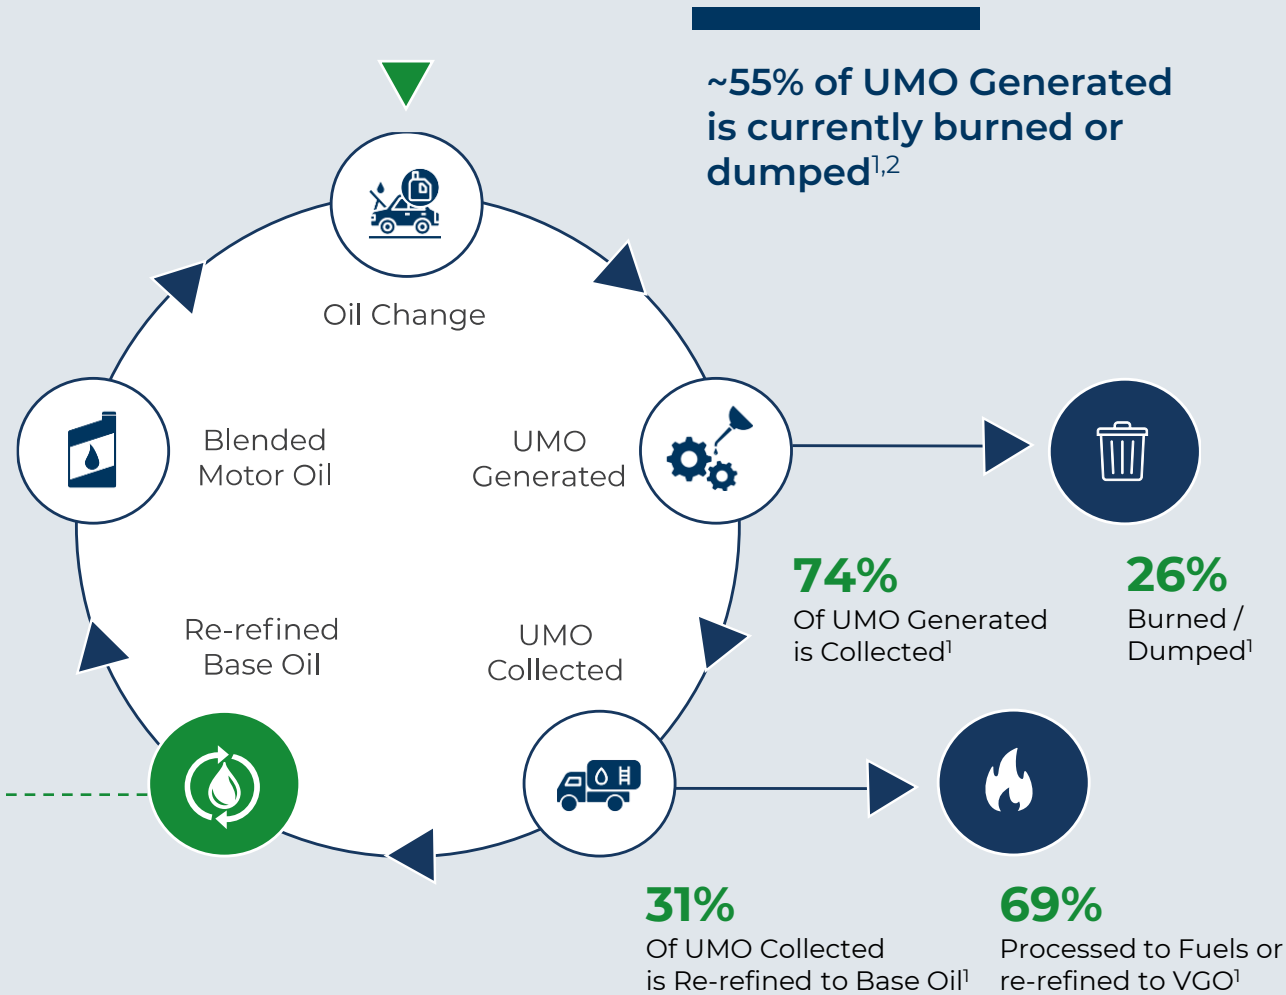 ~55% of UMO Generated
is currently burned or
dumped1,2
Oil Change
Blended
Motor Oil
UMO
Generated
74%
Of UMO Generated
is Collected1
26%
Burned /
Dumped1
Re-refined
Base Oil
UMO
Collected
31%
Of UMO Collected
is Re-refined to Base Oil1
69%
Processed to Fuels or
re-refined to VGO1